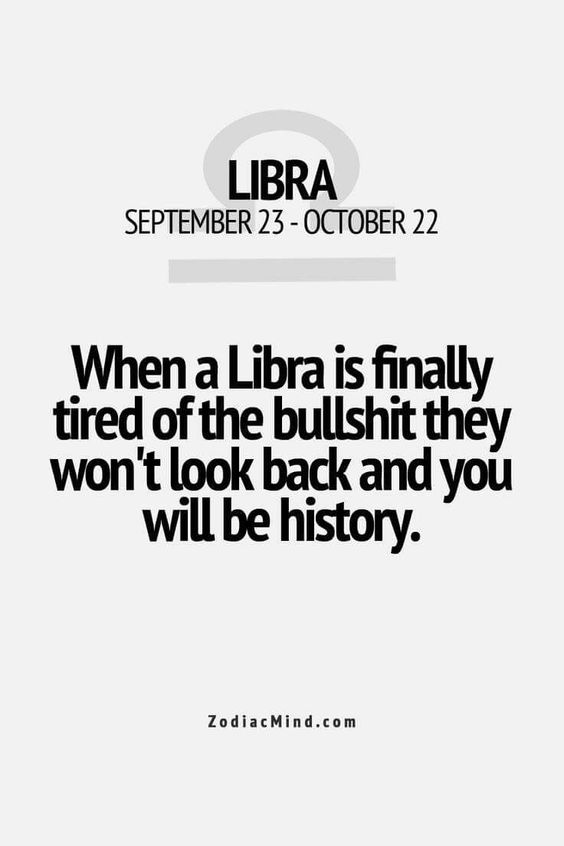 LIBRA
SEPTEMBER 23 - OCTOBER 22
When a Libra is finally
tired of the bullshit they
won't look back and you
will be history.
ZodiacMind.com